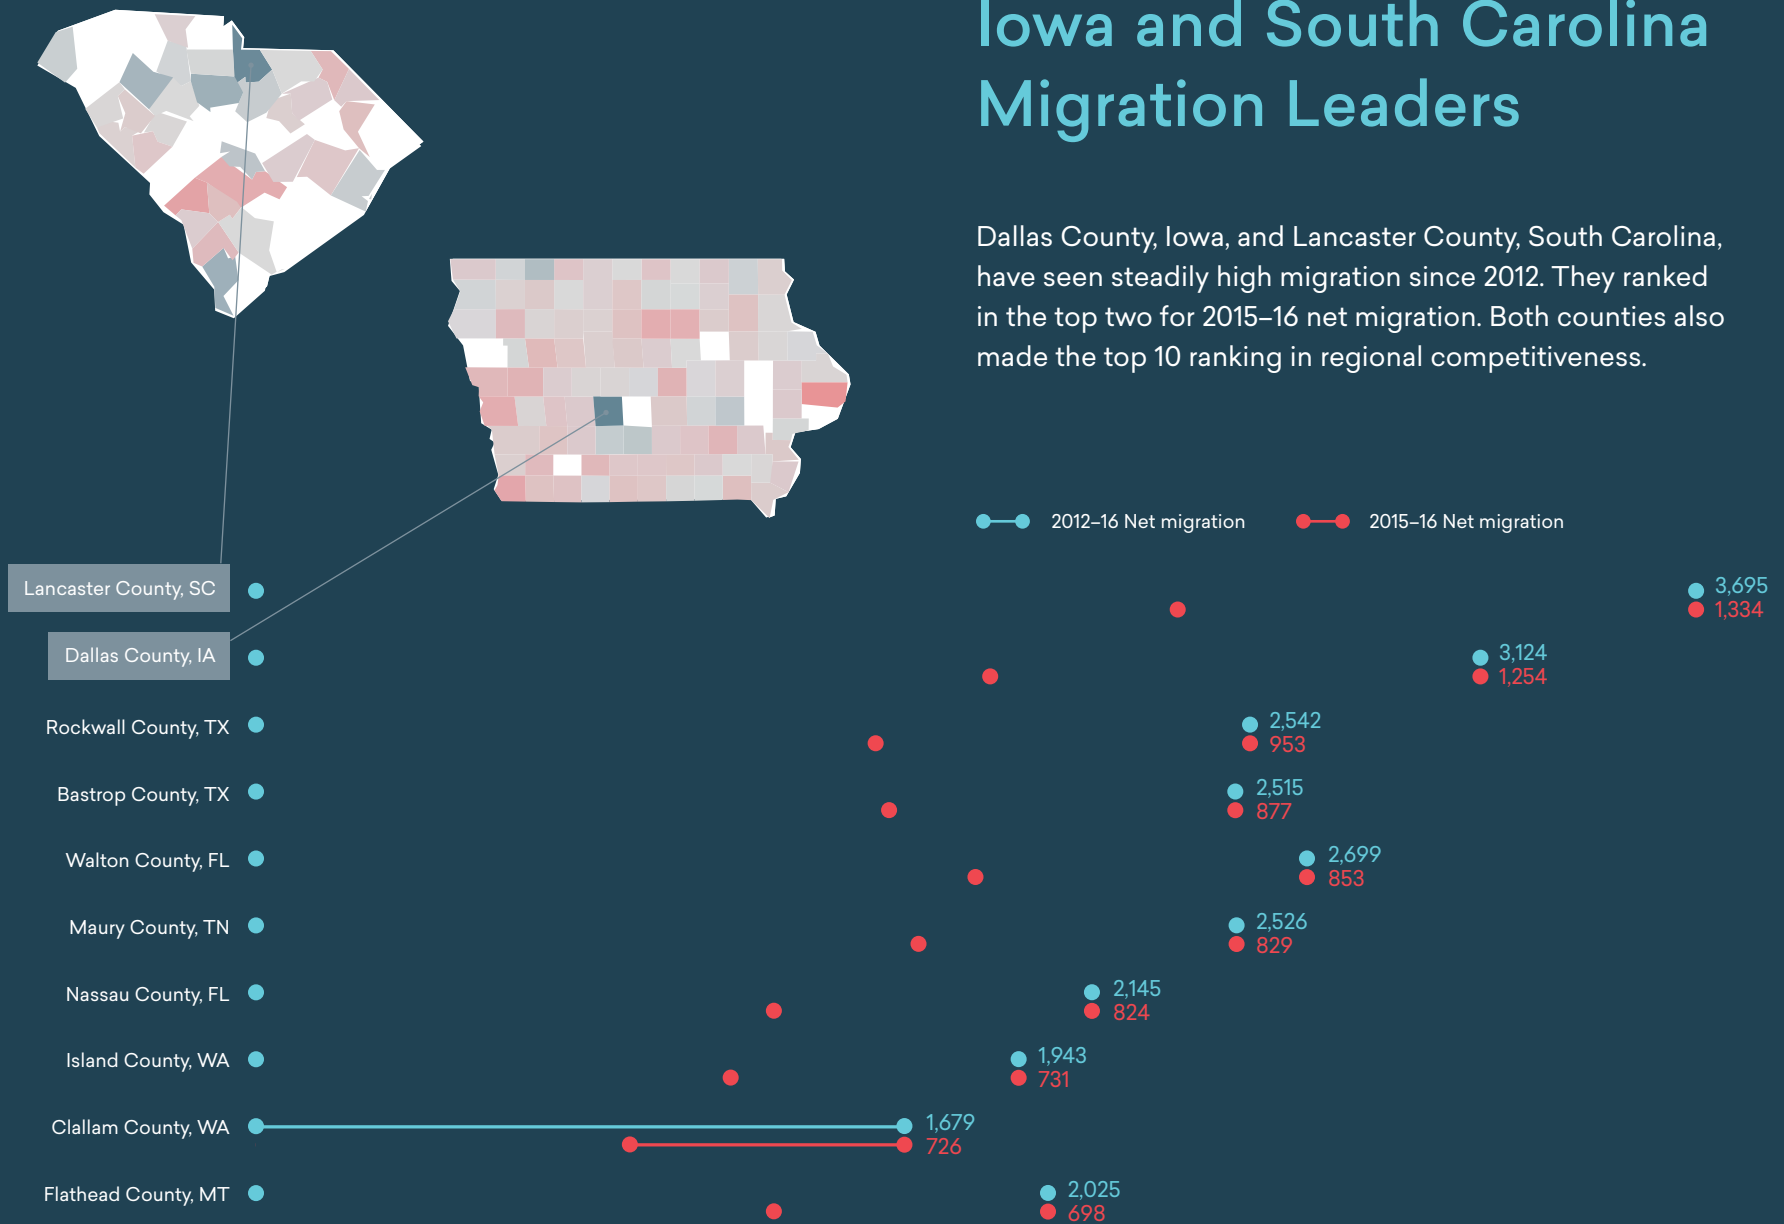 Iowa and South Carolina
Migration Leaders
Dallas County, Iowa, and Lancaster County, South Carolina,
have seen steadily high migration since 2012. They ranked
in the top two for 2015–16 net migration. Both counties also
made the top 10 ranking in regional competitiveness.
2012–16 Net migration
2015–16 Net migration
Lancaster County, SC
3,695
1,334
Dallas County, IA
3,124
1,254
Rockwall County, TX
2,542
953
Bastrop County, TX
2,515
877
Walton County, FL
2,699
853
Maury County, TN
2,526
829
Nassau County, FL
2,145
824
Island County, WA
1,943
731
Clallam County, WA
1,679
726
Flathead County, MT
2,025
698